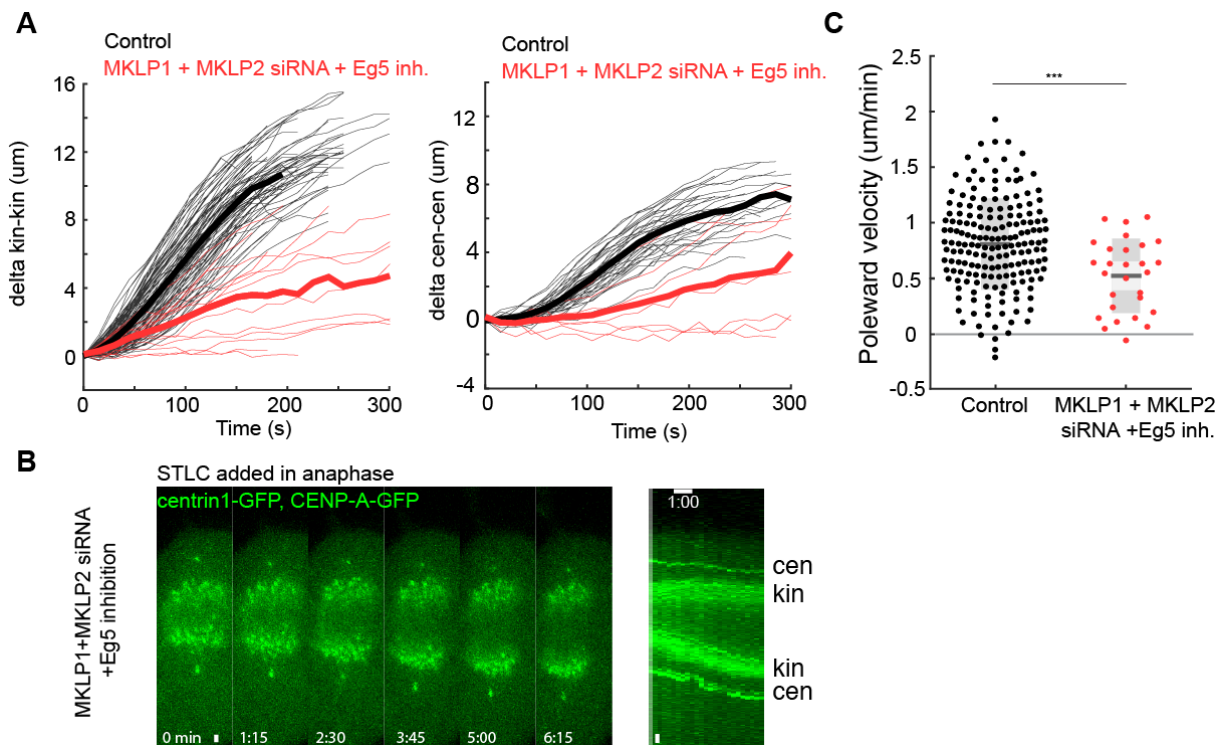 A
Control
MKLP1 + MKLP2 siRNA + Eg5 inh.
delta kin-kin (um)
16
12
8
4
0
0 100 200 300
Time (s)
Control
MKLP1 + MKLP2 siRNA + Eg5 inh.
delta cen-cen (um)
12
8
4
0
-4
0 100 200 300
Time (s)
C
***
Poleward velocity (um/min)
2.5
2
1.5
1
0.5
0
-0.5
Control
MKLP1 + MKLP2
siRNA +Eg5 inh.
B
MKLP1+MKLP2 siRNA
+Eg5 inhibition
STLC added in anaphase
centrin1-GFP, CENP-A-GFP
0 min 1:15 2:30 3:45 5:00 6:15
1:00
cen
kin
kin
cen